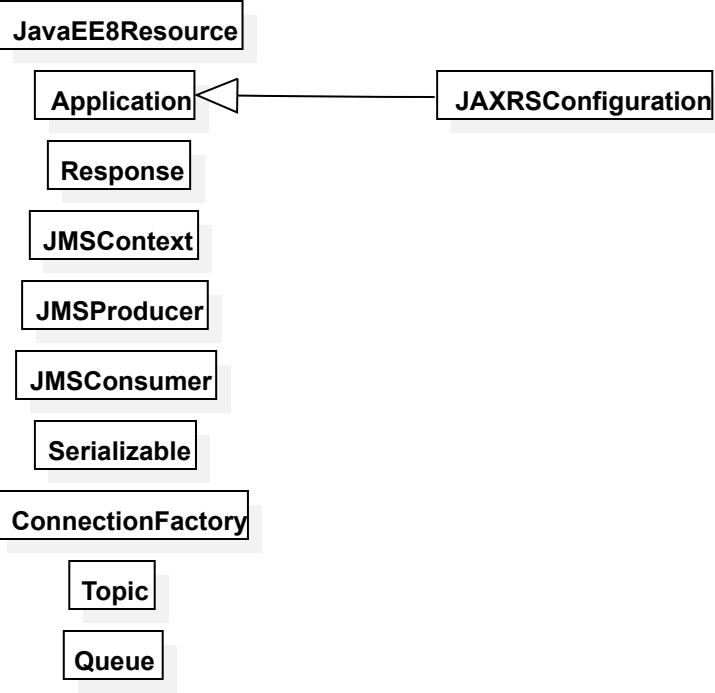 JavaEE8Resource
Application
JAXRSConfiguration
Response
JMSContext
JMSProducer
JMSConsumer
Serializable
ConnectionFactory
Topic
Queue